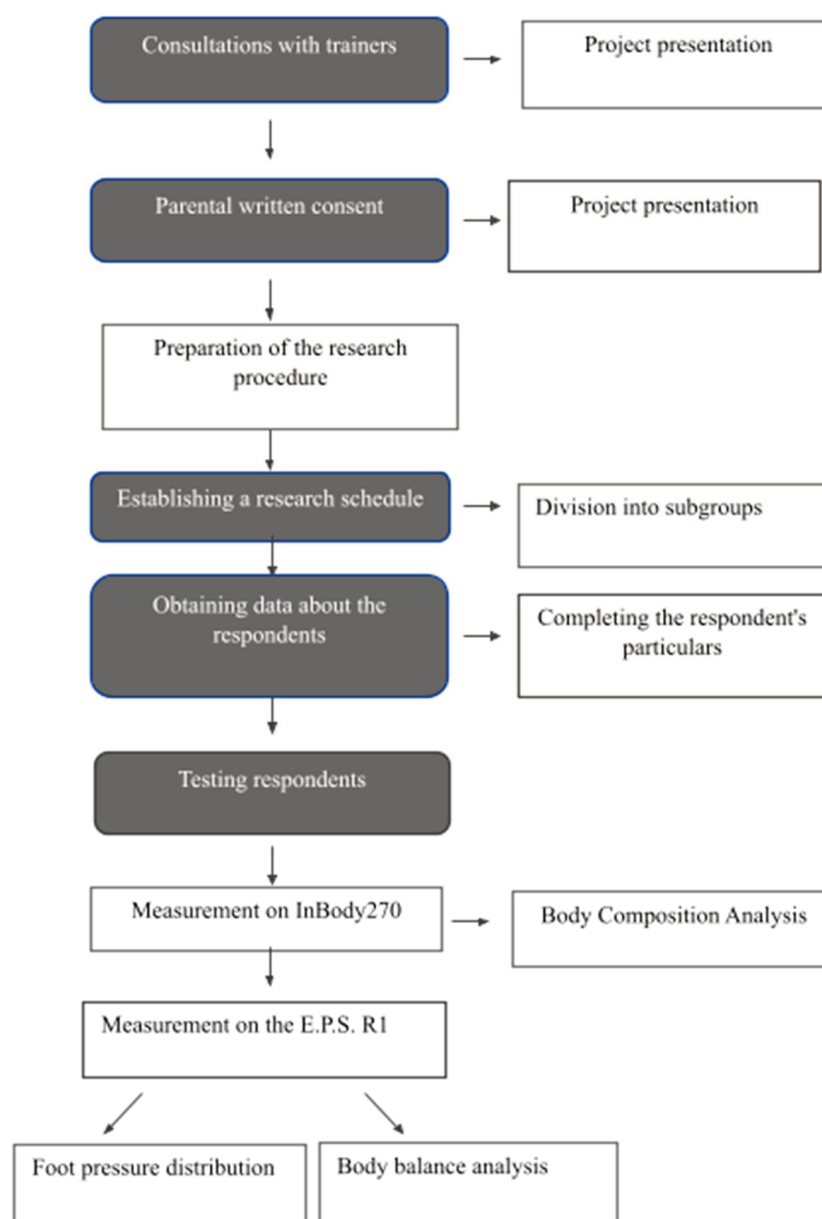 Consultations with trainers
Project presentation
Parental written consent
Project presentation
Preparation of the research
procedure
Establishing a research schedule
Division into subgroups
Obtaining data about the
respondents
Completing the respondent's
particulars
Testing respondents
Measurement on InBody270
Body Composition Analysis
Measurement on the E.P.S. R1
Foot pressure distribution
Body balance analysis